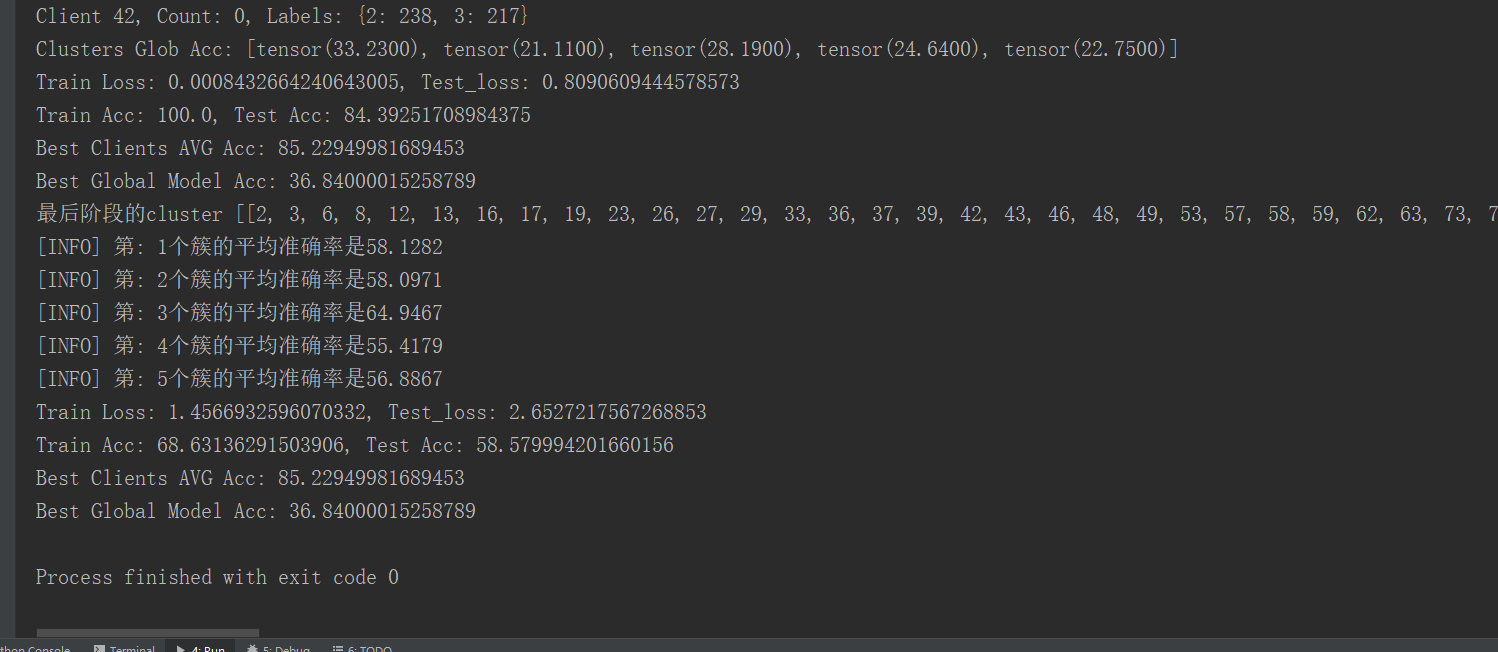 Client 42, Count: 0, Labels: {2: 238, 3: 217}
Clusters Glob Acc: [tensor(33.2300), tensor(21.1100), tensor(28.1900), tensor(24.6400), tensor(22.7500)]
Train Loss: 0.0008432664240643005, Test_loss: 0.8090609444578573
Train Acc: 100.0, Test Acc: 84.39251708984375
Best Clients AVG Acc: 85.22949981689453
Best Global Model Acc: 36.84000015258789
最后阶段的cluster [[2, 3, 6, 8, 12, 13, 16, 17, 19, 23, 26, 27, 29, 33, 36, 37, 39, 42, 43, 46, 48, 49, 53, 57, 58, 59, 62, 63, 73, 7
[INFO] 第: 1个簇的平均准确率是58.1282
[INFO] 第: 2个簇的平均准确率是58.0971
[INFO] 第: 3个簇的平均准确率是64.9467
[INFO] 第: 4个簇的平均准确率是55.4179
[INFO] 第: 5个簇的平均准确率是56.8867
Train Loss: 1.4566932596070332, Test_loss: 2.6527217567268853
Train Acc: 68.63136291503906, Test Acc: 58.579994201660156
Best Clients AVG Acc: 85.22949981689453
Best Global Model Acc: 36.84000015258789
Process finished with exit code 0
thon Console Terminal 4: Run 5: Debug 6: TODO